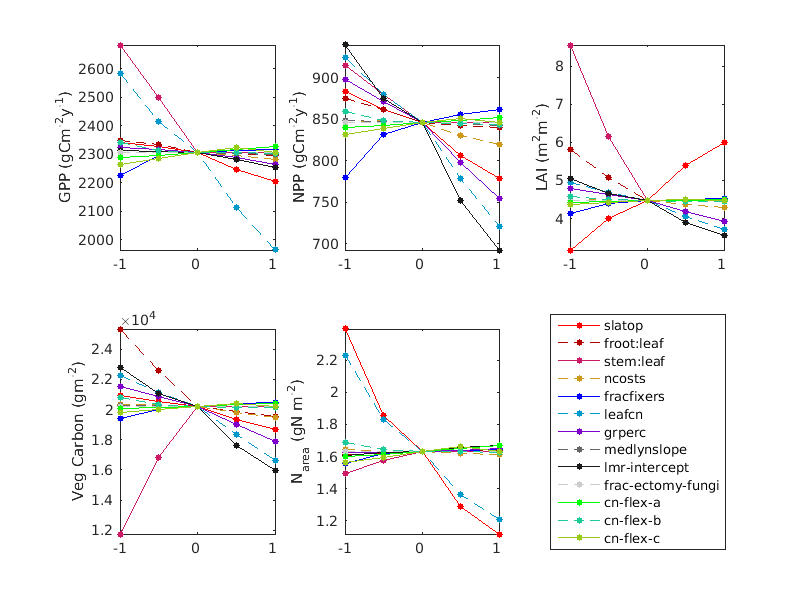 GPP (gCm⁻²y⁻¹)
2600
2500
2400
2300
2200
2100
2000
-1 0 1
NPP (gCm⁻²y⁻¹)
900
850
800
750
700
-1 0 1
LAI (m²m⁻²)
8
7
6
5
4
-1 0 1
Veg Carbon (gm⁻²)
×10⁴
2.4
2.2
2
1.8
1.6
1.4
1.2
-1 0 1
N_area (gN m⁻²)
2.2
2
1.8
1.6
1.4
1.2
-1 0 1
slatop
froot:leaf
stem:leaf
ncosts
fracfixers
leafcn
grperc
medlynslope
lmr-intercept
frac-ectomy-fungi
cn-flex-a
cn-flex-b
cn-flex-c